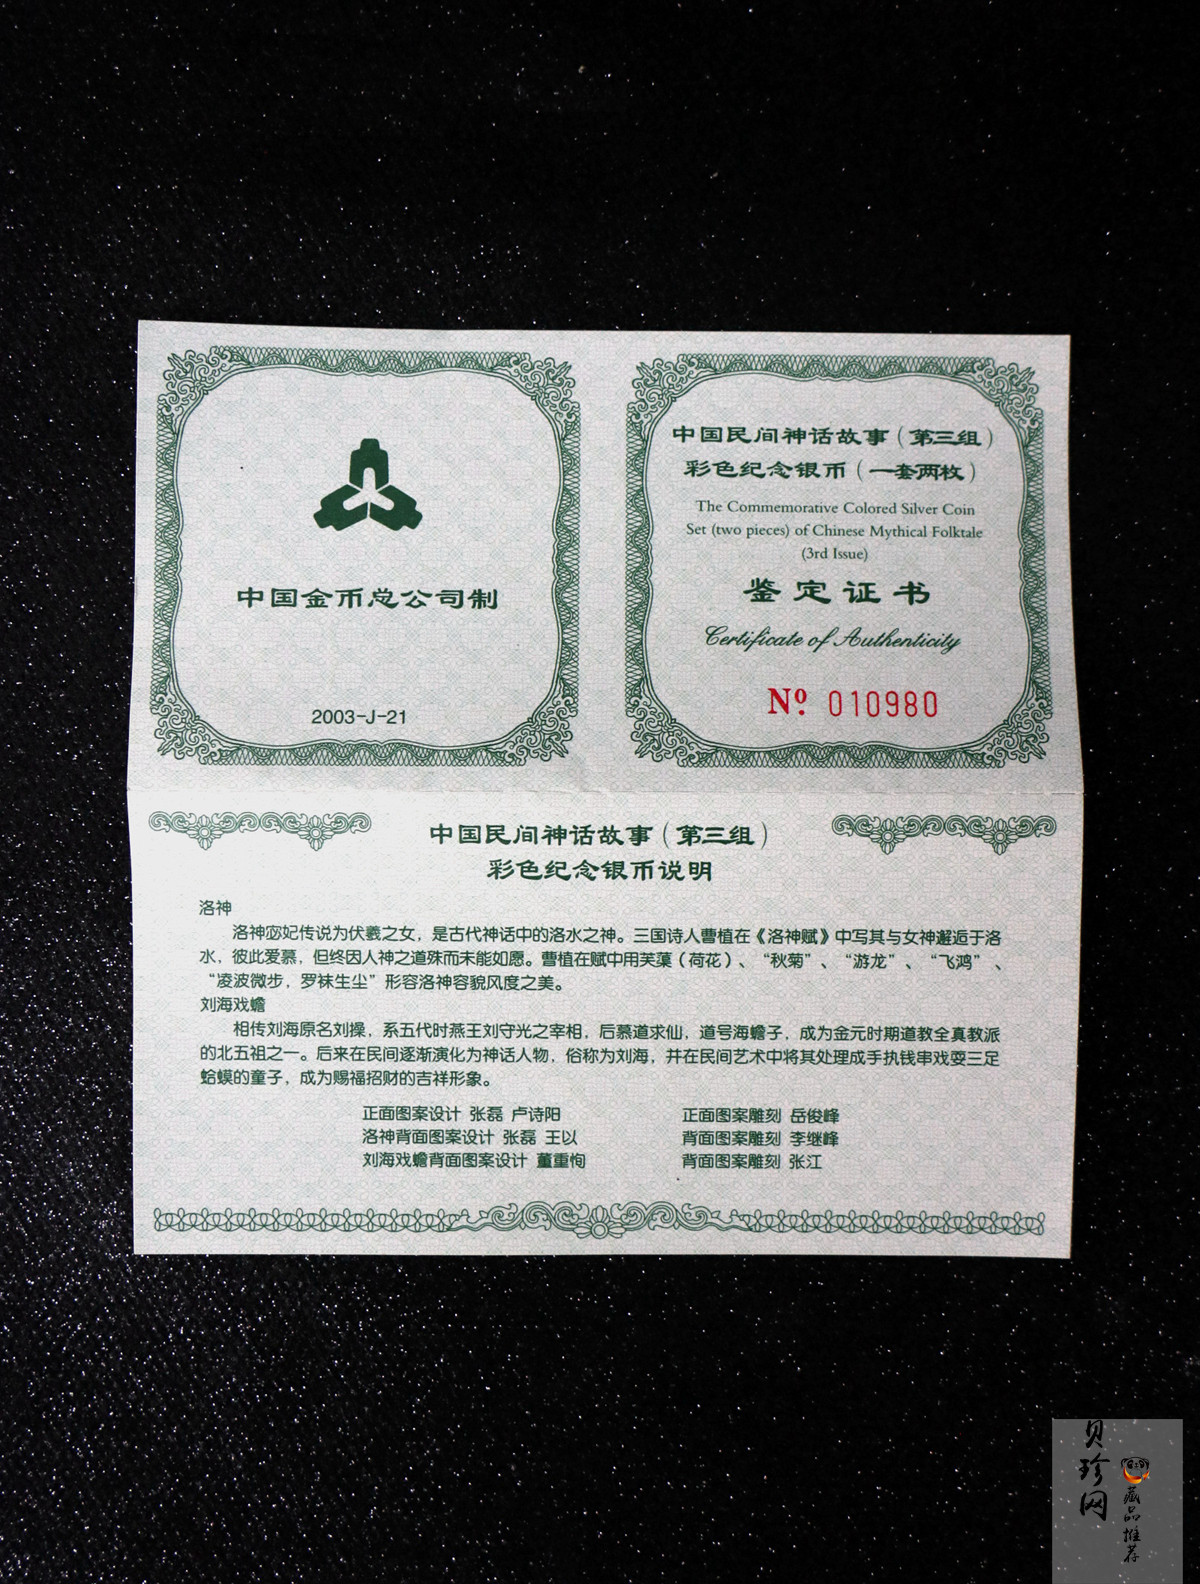 中国金币总公司制
2003-J-21
中国民间神话故事（第三组）
彩色纪念银币（一套两枚）
The Commemorative Colored Silver Coin
Set (two pieces) of Chinese Mythical Folktale
(3rd Issue)
鉴定证书
Certificate of Authenticity
Nº. 010980
中国民间神话故事（第三组）
彩色纪念银币说明
洛神
洛神宓妃传说为伏羲之女，是古代神话中的洛水之神。三国诗人曹植在《洛神赋》中写其与女神邂逅于洛
水，彼此爱慕，但终因人神之道殊而未能如愿。曹植在赋中用芙蕖（荷花）、“秋菊”、“游龙”、“飞鸿”、
“凌波微步，罗袜生尘”形容洛神容貌风度之美。
刘海戏蟾
相传刘海原名刘操，系五代时燕王刘守光之宰相，后慕道求仙，道号海蟾子，成为金元时期道教全真教派
的北五祖之一。后来在民间逐渐演化为神话人物，俗称为刘海，并在民间艺术中将其处理成手执钱串戏耍三足
蛤蟆的童子，成为赐福招财的吉祥形象。
正面图案设计 张磊 卢诗阳
正面图案雕刻 岳俊峰
洛神背面图案设计 张磊 王以
背面图案雕刻 李继峰
刘海戏蟾背面图案设计 董重恂
背面图案雕刻 张江
贝珍网
藏品推荐